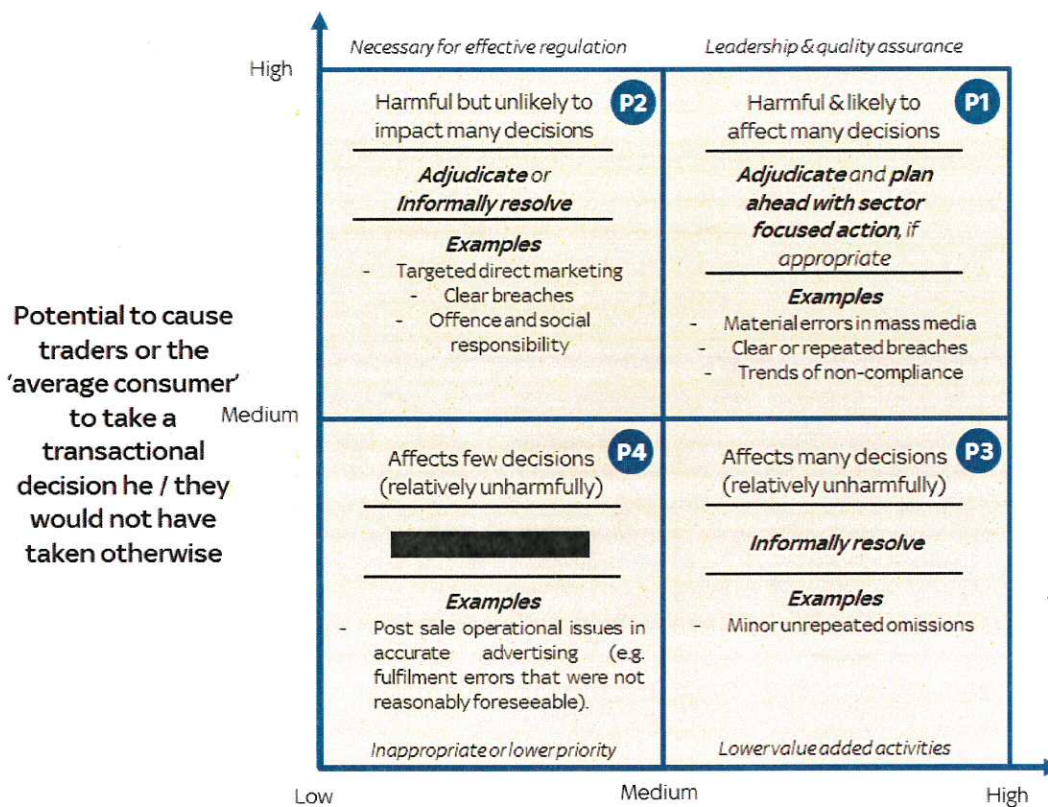 Necessary for effective regulation
Leadership & quality assurance
High
Harmful but unlikely to
impact many decisions
P2
Adjudicate or
Informally resolve
Examples
- Targeted direct marketing
- Clear breaches
- Offence and social
responsibility
Harmful & likely to
affect many decisions
P1
Adjudicate and plan
ahead with sector
focused action, if
appropriate
Examples
- Material errors in mass media
- Clear or repeated breaches
- Trends of non-compliance
Potential to cause
traders or the
'average consumer'
to take a
transactional
decision he / they
would not have
taken otherwise
Medium
Affects few decisions
(relatively unharmfully)
P4
Examples
- Post sale operational issues in
accurate advertising (e.g.
fulfilment errors that were not
reasonably foreseeable).
Inappropriate or lower priority
Affects many decisions
(relatively unharmfully)
P3
Informally resolve
Examples
- Minor unrepeated omissions
Lower value added activities
Low
Medium
High